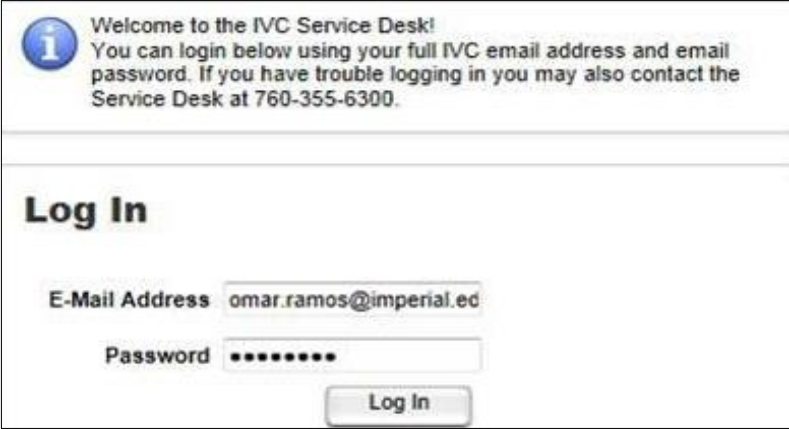 Welcome to the IVC Service Desk!
You can login below using your full IVC email address and email
password. If you have trouble logging in you may also contact the
Service Desk at 760-355-6300.
Log In
E-Mail Address omar.ramos@imperial.ed
Password ●●●●●●●●●
Log In